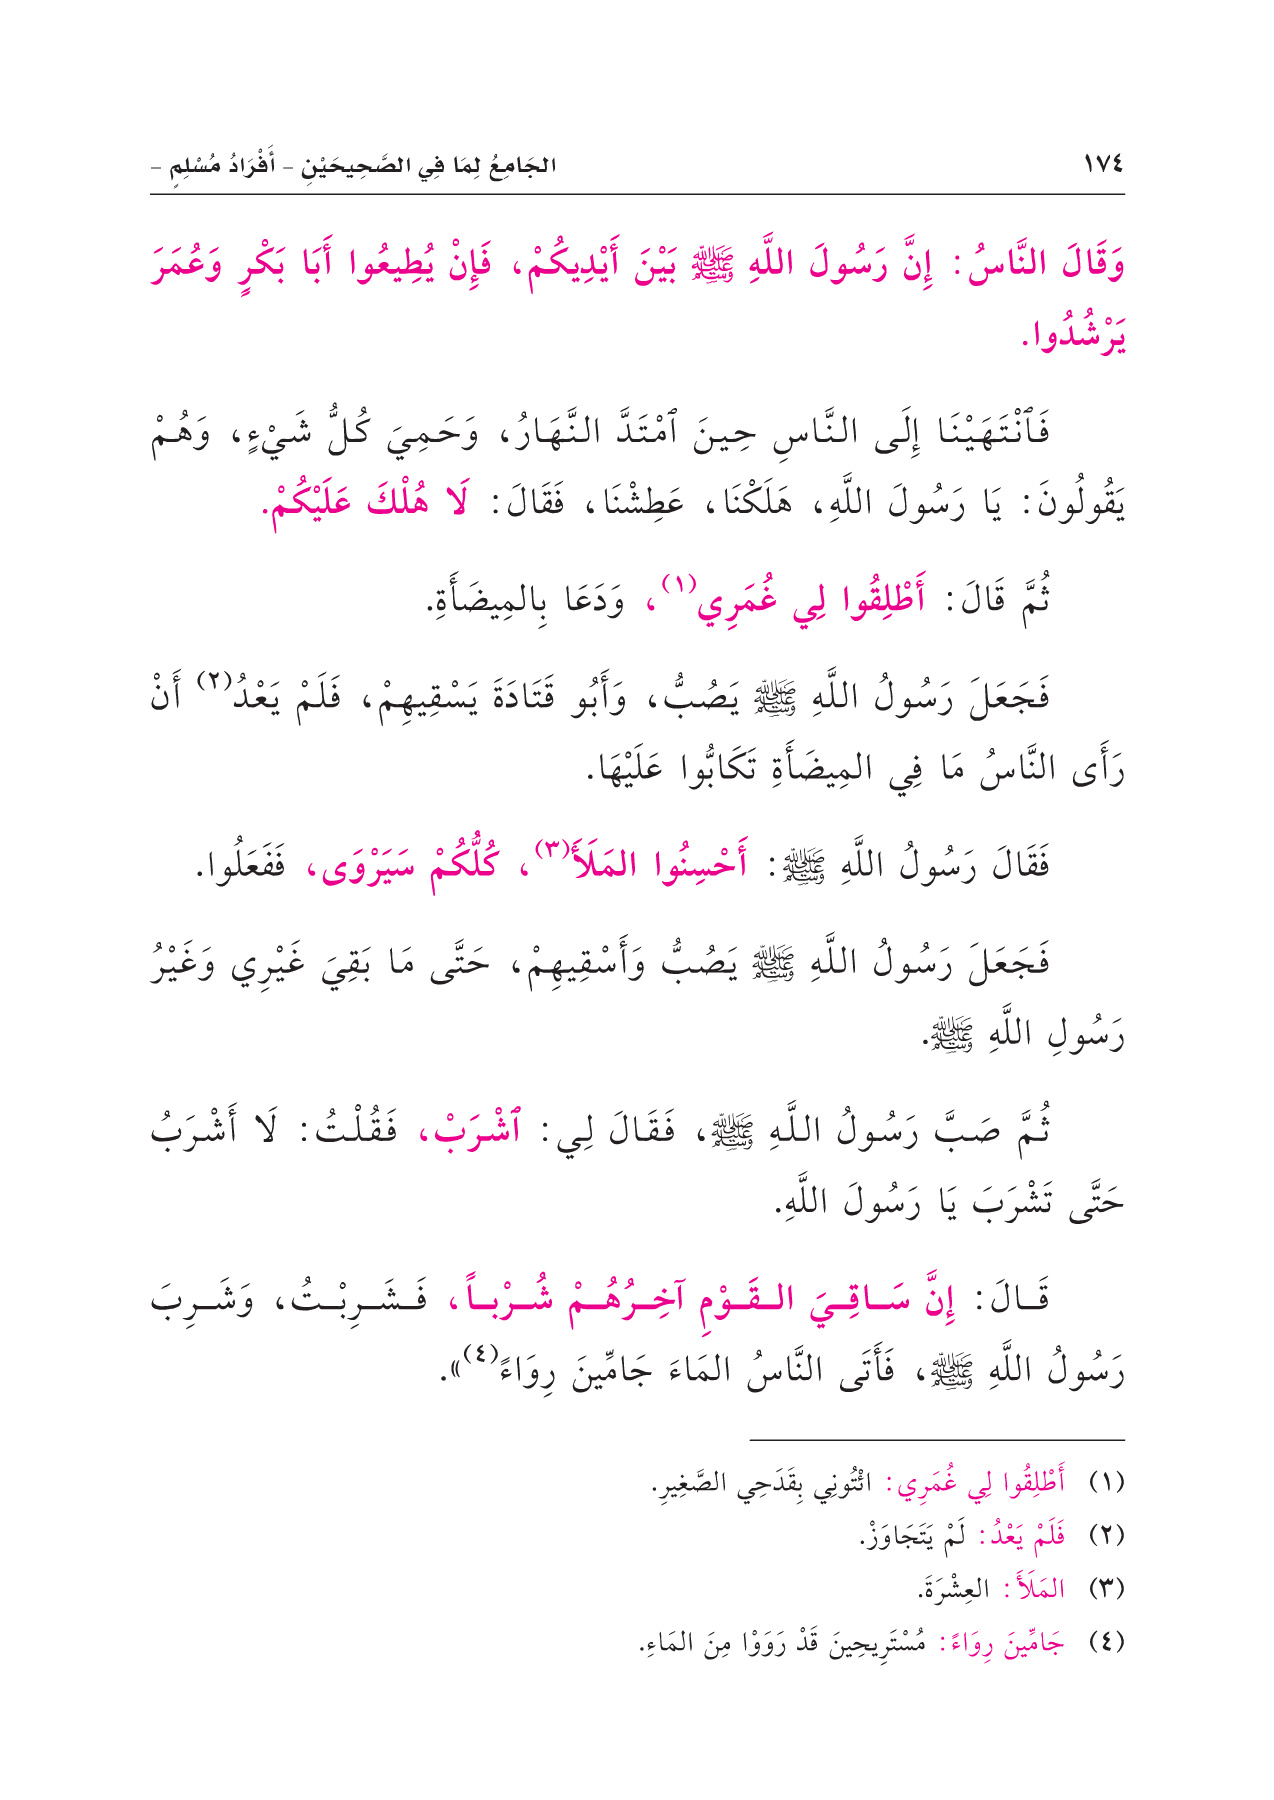 ١٧٤ الجَامِعُ لِمَا فِي الصَّحِيحَيْنِ - أَفْرَادُ مُسْلِمٍ -
وَقَالَ النَّاسُ: إِنَّ رَسُولَ اللَّهِ ﷺ بَيْنَ أَيْدِيكُمْ، فَإِنْ يُطِيعُوا أَبَا بَكْرٍ وَعُمَرَ
يَرْشُدُوا.
فَٱنْتَهَيْنَا إِلَى النَّاسِ حِينَ ٱمْتَدَّ النَّهَارُ، وَحَمِيَ كُلُّ شَيْءٍ، وَهُمْ
يَقُولُونَ: يَا رَسُولَ اللَّهِ، هَلَكْنَا، عَطِشْنَا، فَقَالَ: لَا هُلْكَ عَلَيْكُمْ.
ثُمَّ قَالَ: أَطْلِقُوا لِي غُمَرِي(١)، وَدَعَا بِالمِيضَأَةِ.
فَجَعَلَ رَسُولُ اللَّهِ ﷺ يَصُبُّ، وَأَبُو قَتَادَةَ يَسْقِيهِمْ، فَلَمْ يَعْدُ(٢) أَنْ
رَأَى النَّاسُ مَا فِي المِيضَأَةِ تَكَابُّوا عَلَيْهَا.
فَقَالَ رَسُولُ اللَّهِ ﷺ: أَحْسِنُوا المَلَأَ(٣)، كُلُّكُمْ سَيَرْوَى، فَفَعَلُوا.
فَجَعَلَ رَسُولُ اللَّهِ ﷺ يَصُبُّ وَأَسْقِيهِمْ، حَتَّى مَا بَقِيَ غَيْرِي وَغَيْرُ
رَسُولِ اللَّهِ ﷺ.
ثُمَّ صَبَّ رَسُولُ اللَّهِ ﷺ، فَقَالَ لِي: ٱشْرَبْ، فَقُلْتُ: لَا أَشْرَبُ
حَتَّى تَشْرَبَ يَا رَسُولَ اللَّهِ.
قَالَ: إِنَّ سَاقِيَ القَوْمِ آخِرُهُمْ شُرْباً، فَشَرِبْتُ، وَشَرِبَ
رَسُولُ اللَّهِ ﷺ، فَأَتَى النَّاسُ المَاءَ جَامِّينَ رِوَاءً(٤)».
(١) أَطْلِقُوا لِي غُمَرِي: ائْتُونِي بِقَدَحِي الصَّغِيرِ.
(٢) فَلَمْ يَعْدُ: لَمْ يَتَجَاوَزْ.
(٣) المَلَأَ: العِشْرَةَ.
(٤) جَامِّينَ رِوَاءً: مُسْتَرِيحِينَ قَدْ رَوَوْا مِنَ المَاءِ.